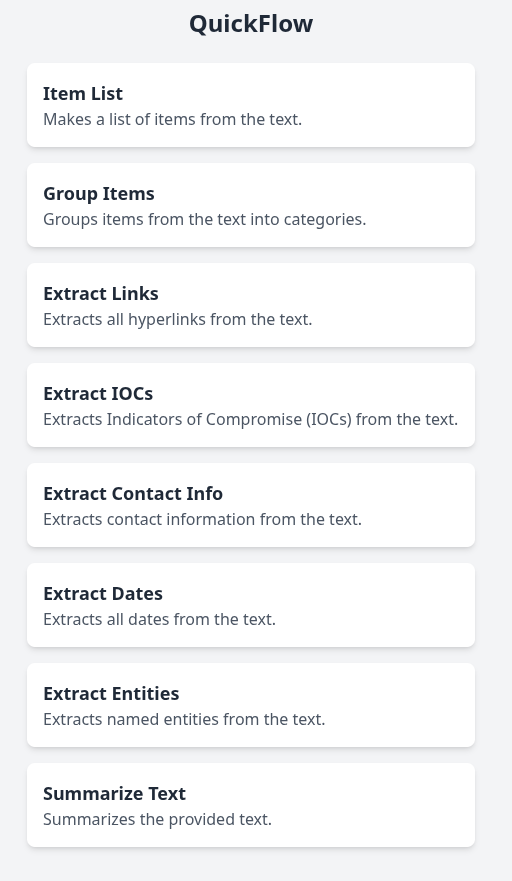 QuickFlow
Item List
Makes a list of items from the text.
Group Items
Groups items from the text into categories.
Extract Links
Extracts all hyperlinks from the text.
Extract IOCs
Extracts Indicators of Compromise (IOCs) from the text.
Extract Contact Info
Extracts contact information from the text.
Extract Dates
Extracts all dates from the text.
Extract Entities
Extracts named entities from the text.
Summarize Text
Summarizes the provided text.